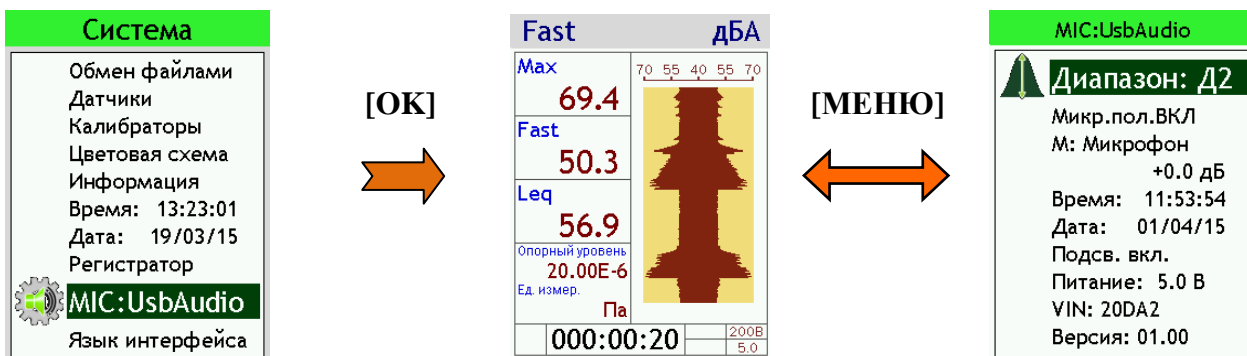 Система
Обмен файлами
Датчики
Калибраторы
Цветовая схема
Информация
Время: 13:23:01
Дата: 19/03/15
Регистратор
MIC:UsbAudio
Язык интерфейса
[OK]
Fast дБА
Max
69.4
Fast
50.3
Leq
56.9
Опорный уровень
20.00E-6
Ед. измер.
Па
70 55 40 55 70
000:00:20
200В
5.0
[МЕНЮ]
MIC:UsbAudio
Диапазон: Д2
Микр.пол.ВКЛ
М: Микрофон
+0.0 дБ
Время: 11:53:54
Дата: 01/04/15
Подсв. вкл.
Питание: 5.0 В
VIN: 20DA2
Версия: 01.00